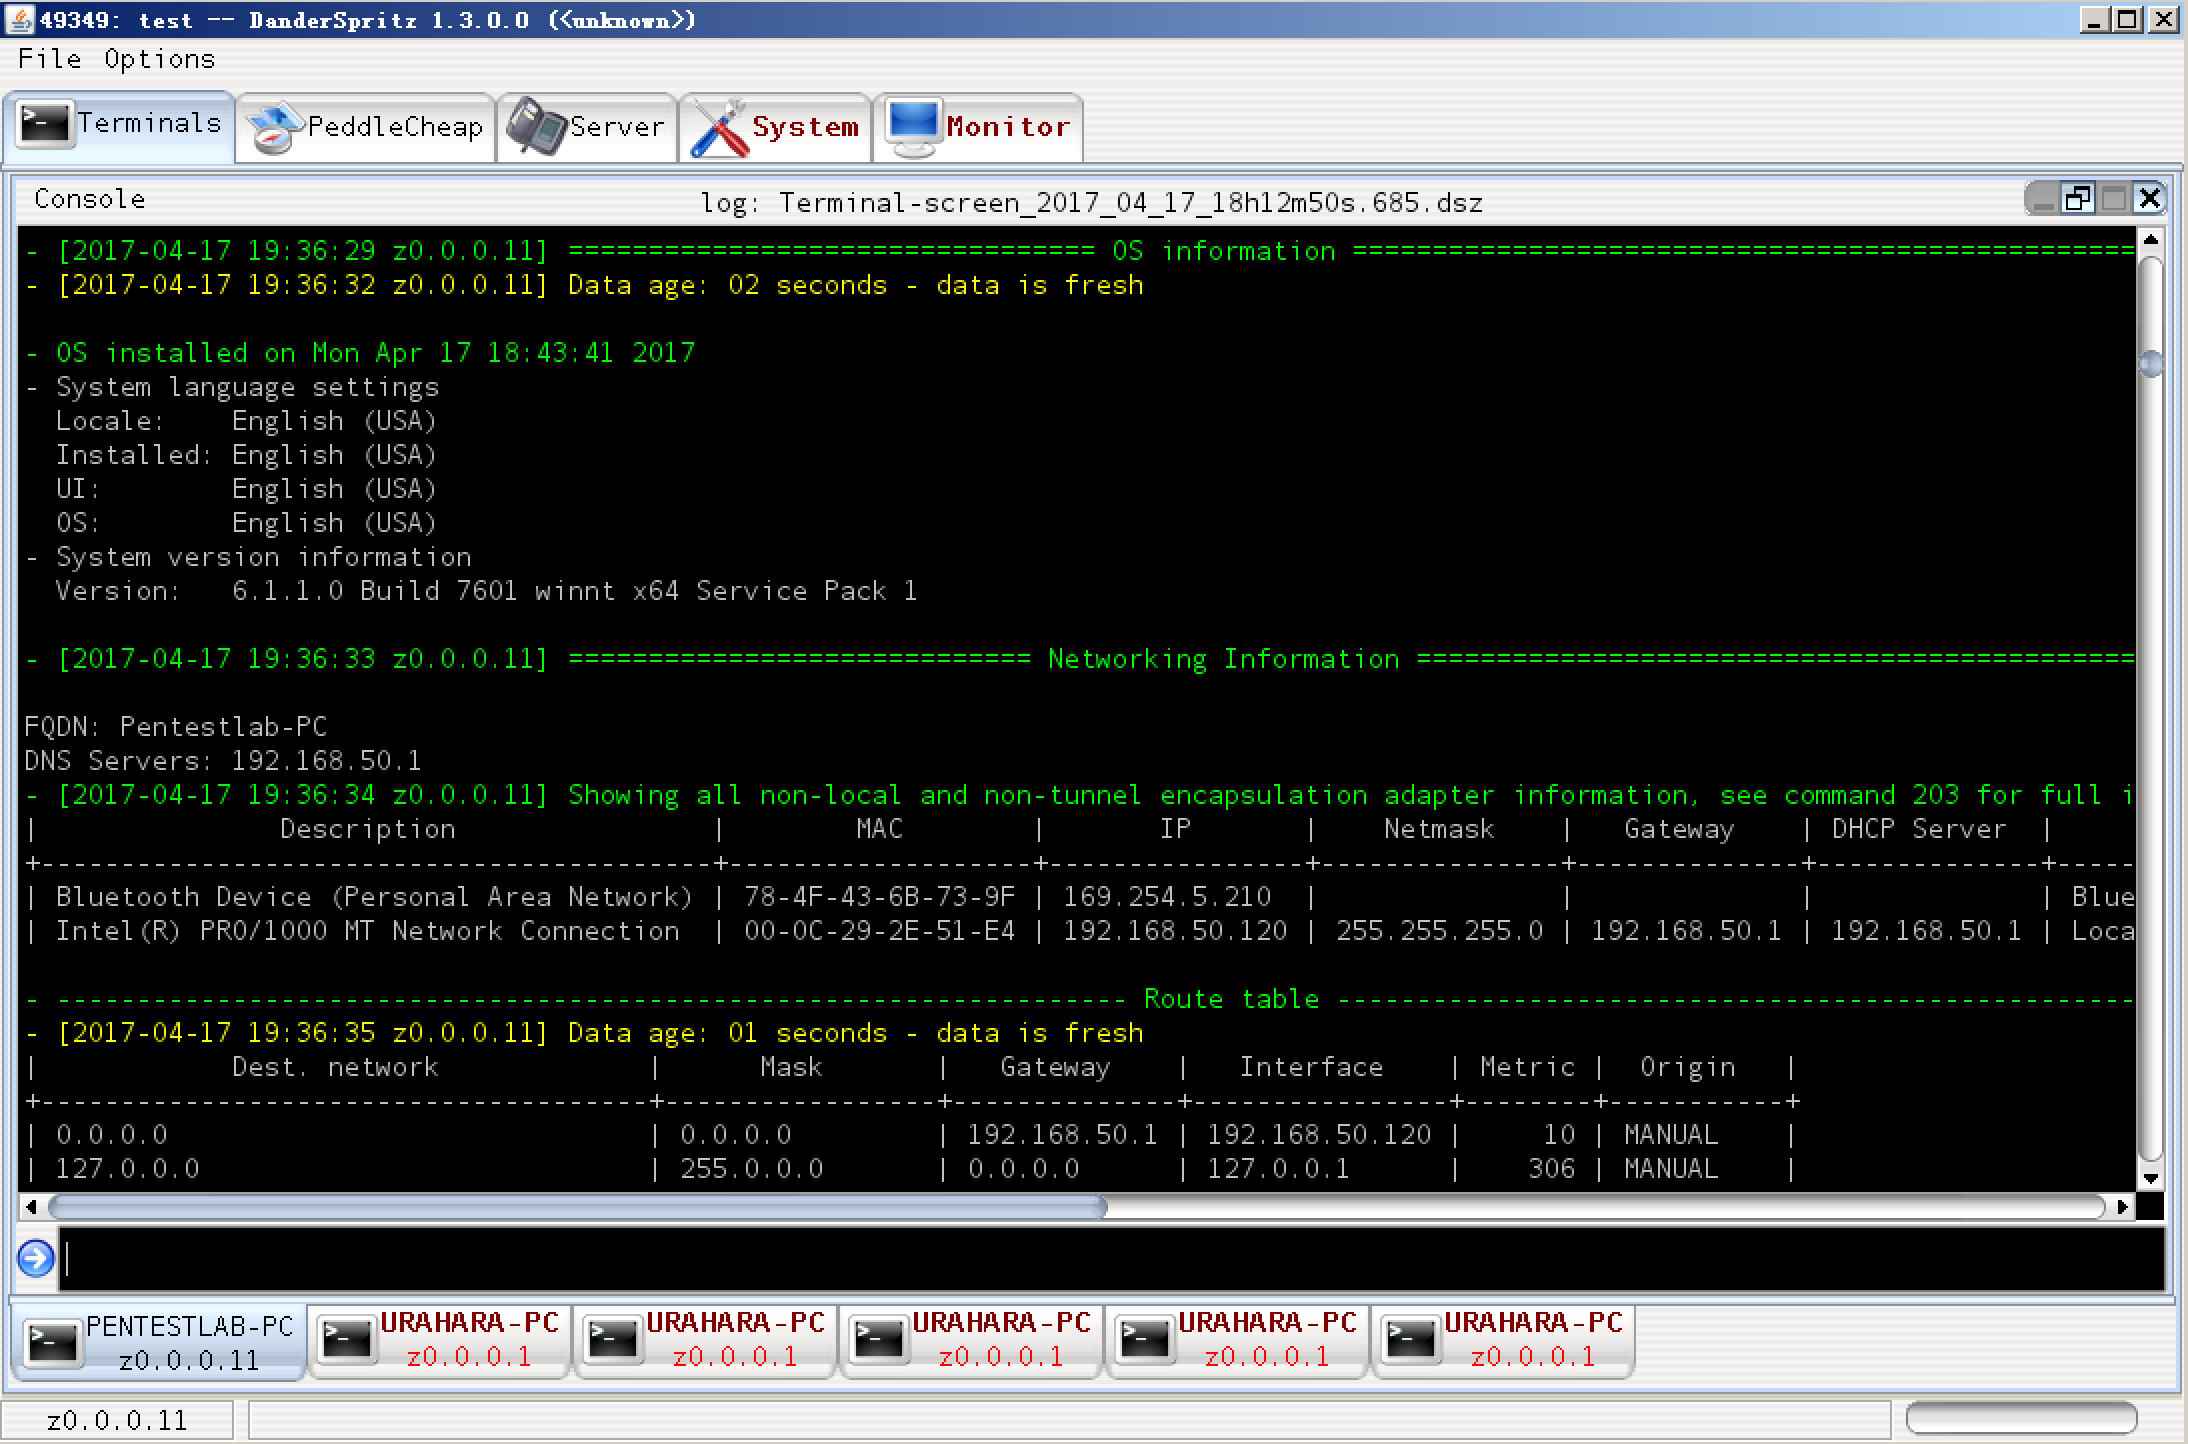 49349: test -- DanderSpritz 1.3.0.0 (<unknown>)
File Options
Terminals PeddleCheap Server System Monitor
Console log: Terminal-screen_2017_04_17_18h12m50s.685.dsz
- [2017-04-17 19:36:29 z0.0.0.11] ================================= OS information =================================================
- [2017-04-17 19:36:32 z0.0.0.11] Data age: 02 seconds - data is fresh
- OS installed on Mon Apr 17 18:43:41 2017
- System language settings
Locale: English (USA)
Installed: English (USA)
UI: English (USA)
OS: English (USA)
- System version information
Version: 6.1.1.0 Build 7601 winnt x64 Service Pack 1
- [2017-04-17 19:36:33 z0.0.0.11] ============================= Networking Information =============================================
FQDN: Pentestlab-PC
DNS Servers: 192.168.50.1
- [2017-04-17 19:36:34 z0.0.0.11] Showing all non-local and non-tunnel encapsulation adapter information, see command 203 for full i
| Description | MAC | IP | Netmask | Gateway | DHCP Server |
+------------------------------------------+-------------------+----------------+---------------+--------------+--------------+-----
| Bluetooth Device (Personal Area Network) | 78-4F-43-6B-73-9F | 169.254.5.210 | | | | Blue
| Intel(R) PRO/1000 MT Network Connection | 00-0C-29-2E-51-E4 | 192.168.50.120 | 255.255.255.0 | 192.168.50.1 | 192.168.50.1 | Loca
- ------------------------------------------------------------------- Route table --------------------------------------------------
- [2017-04-17 19:36:35 z0.0.0.11] Data age: 01 seconds - data is fresh
| Dest. network | Mask | Gateway | Interface | Metric | Origin |
+--------------------------------------+-----------------+--------------+----------------+--------+-----------+
| 0.0.0.0 | 0.0.0.0 | 192.168.50.1 | 192.168.50.120 | 10 | MANUAL |
| 127.0.0.0 | 255.0.0.0 | 0.0.0.0 | 127.0.0.1 | 306 | MANUAL |
PENTESTLAB-PC URAHARA-PC URAHARA-PC URAHARA-PC URAHARA-PC URAHARA-PC
z0.0.0.11 z0.0.0.1 z0.0.0.1 z0.0.0.1 z0.0.0.1 z0.0.0.1
z0.0.0.11